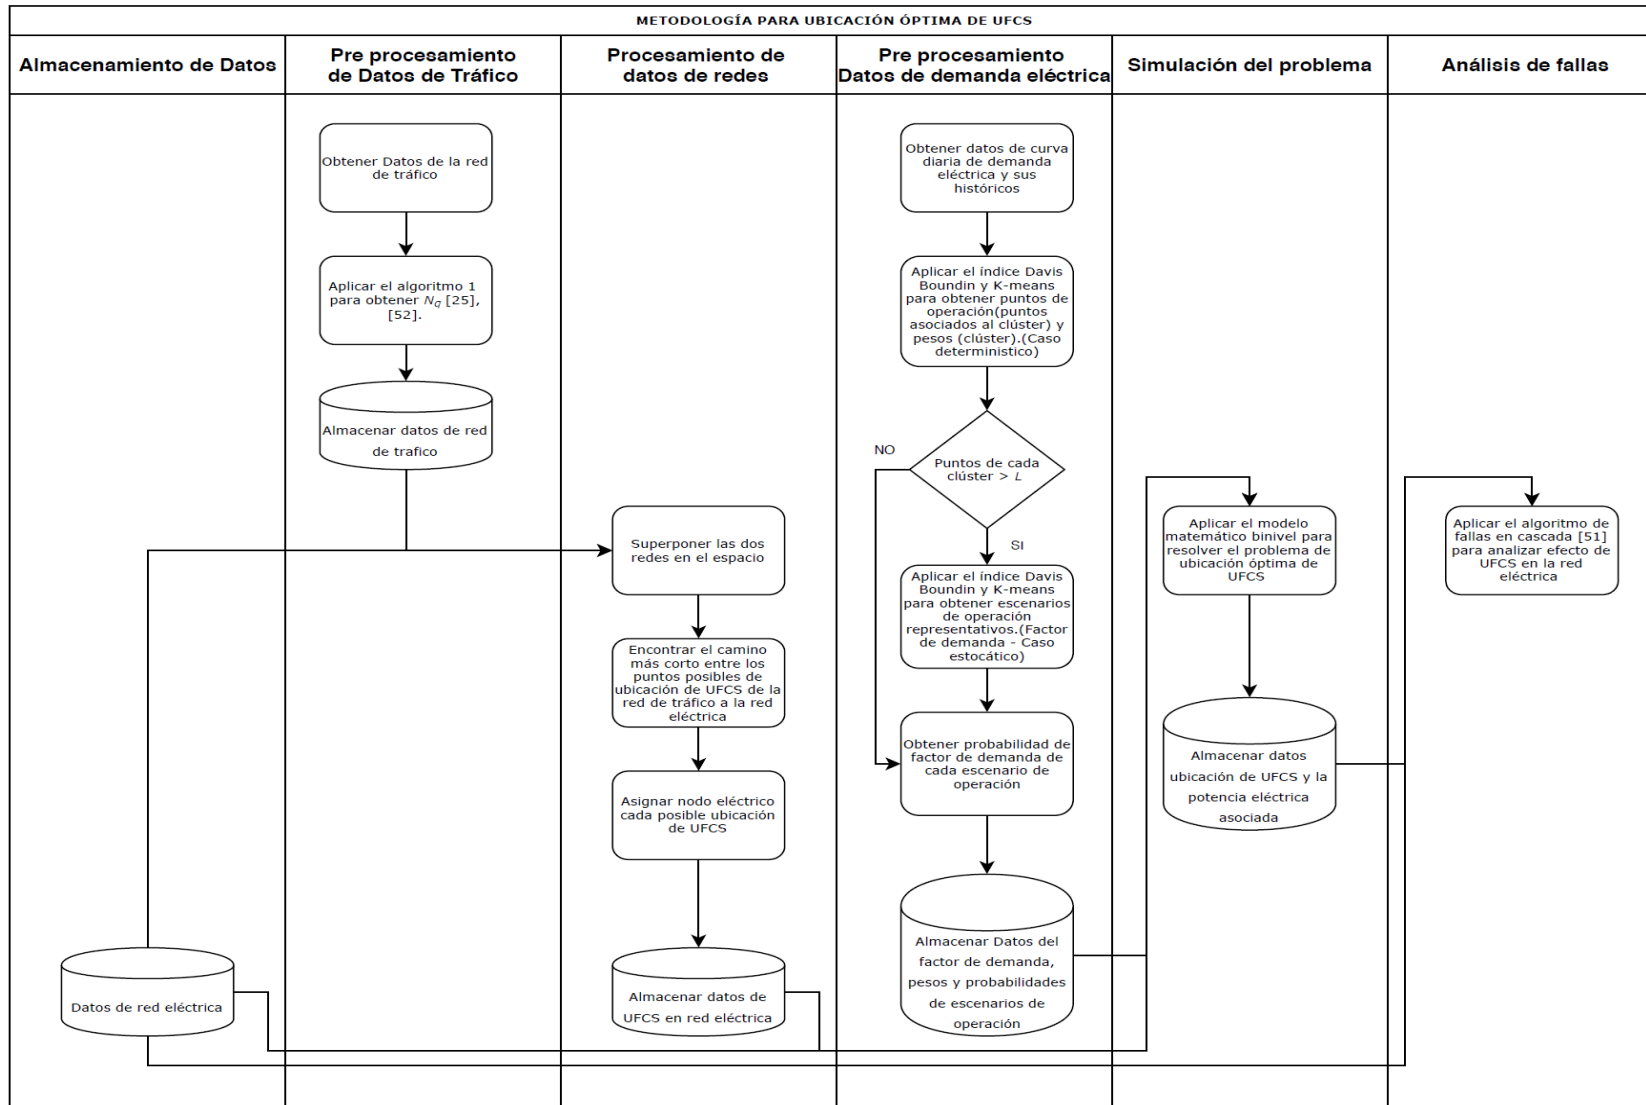 METODOLOGÍA PARA UBICACIÓN ÓPTIMA DE UFCS
Almacenamiento de Datos
Pre procesamiento
de Datos de Tráfico
Procesamiento de
datos de redes
Pre procesamiento
Datos de demanda eléctrica
Simulación del problema
Análisis de fallas
Obtener Datos de la red
de tráfico
Aplicar el algoritmo 1
para obtener Nq [25],
[52].
Almacenar datos de red
de trafico
Datos de red eléctrica
Superponer las dos
redes en el espacio
Encontrar el camino
más corto entre los
puntos posibles de
ubicación de UFCS de la
red de tráfico a la red
eléctrica
Asignar nodo eléctrico
cada posible ubicación
de UFCS
Almacenar datos de
UFCS en red eléctrica
Obtener datos de curva
diaria de demanda
eléctrica y sus
históricos
Aplicar el índice Davis
Boundin y K-means
para obtener puntos de
operación(puntos
asociados al clúster) y
pesos (clúster).(Caso
deterministico)
NO
Puntos de cada
clúster > L
SI
Aplicar el índice Davis
Boundin y K-means
para obtener escenarios
de operación
representativos.(Factor
de demanda - Caso
estocático)
Obtener probabilidad de
factor de demanda de
cada escenario de
operación
Almacenar Datos del
factor de demanda,
pesos y probabilidades
de escenarios de
operación
Aplicar el modelo
matemático binivel para
resolver el problema de
ubicación óptima de
UFCS
Almacenar datos
ubicación de UFCS y la
potencia eléctrica
asociada
Aplicar el algoritmo de
fallas en cascada [51]
para analizar efecto de
UFCS en la red
eléctrica